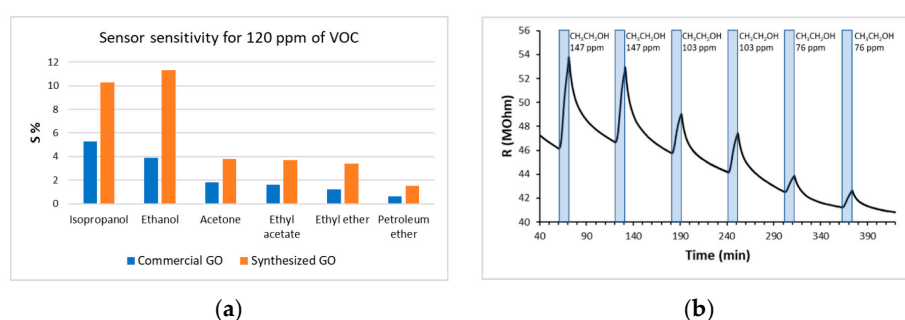 Sensor sensitivity for 120 ppm of VOC
12
10
8
6
4
2
0
S %
Isopropanol Ethanol Acetone Ethyl acetate Ethyl ether Petroleum ether
Commercial GO Synthesized GO
(a)
56
54
52
50
48
46
44
42
40
R (MOhm)
CH₃CH₂OH
147 ppm
CH₃CH₂OH
147 ppm
CH₃CH₂OH
103 ppm
CH₃CH₂OH
103 ppm
CH₃CH₂OH
76 ppm
CH₃CH₂OH
76 ppm
40 90 140 190 240 290 340 390
Time (min)
(b)